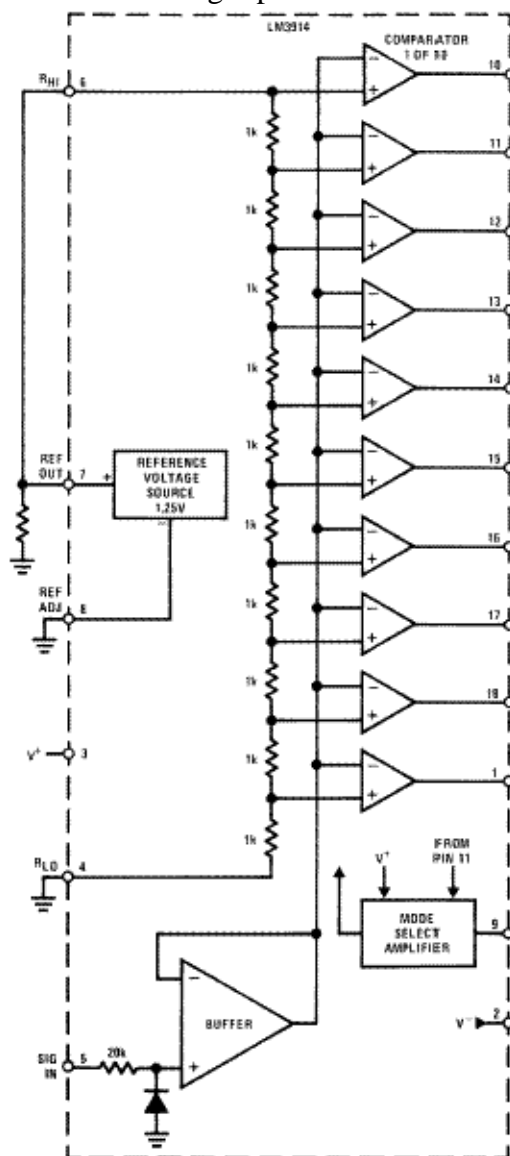 LM3914
COMPARATOR
1 OF 10
RHI 6
10
1k
11
1k
12
1k
13
1k
14
1k
15
REF
OUT 7
REFERENCE
VOLTAGE
SOURCE
1.25V
1k
16
1k
17
REF
ADJ 8
1k
18
1k
1
V+ 3
1k
RLO 4
V+
(FROM
PIN 11
MODE
SELECT
AMPLIFIER
9
BUFFER
V− 2
SIG
IN 5
20k